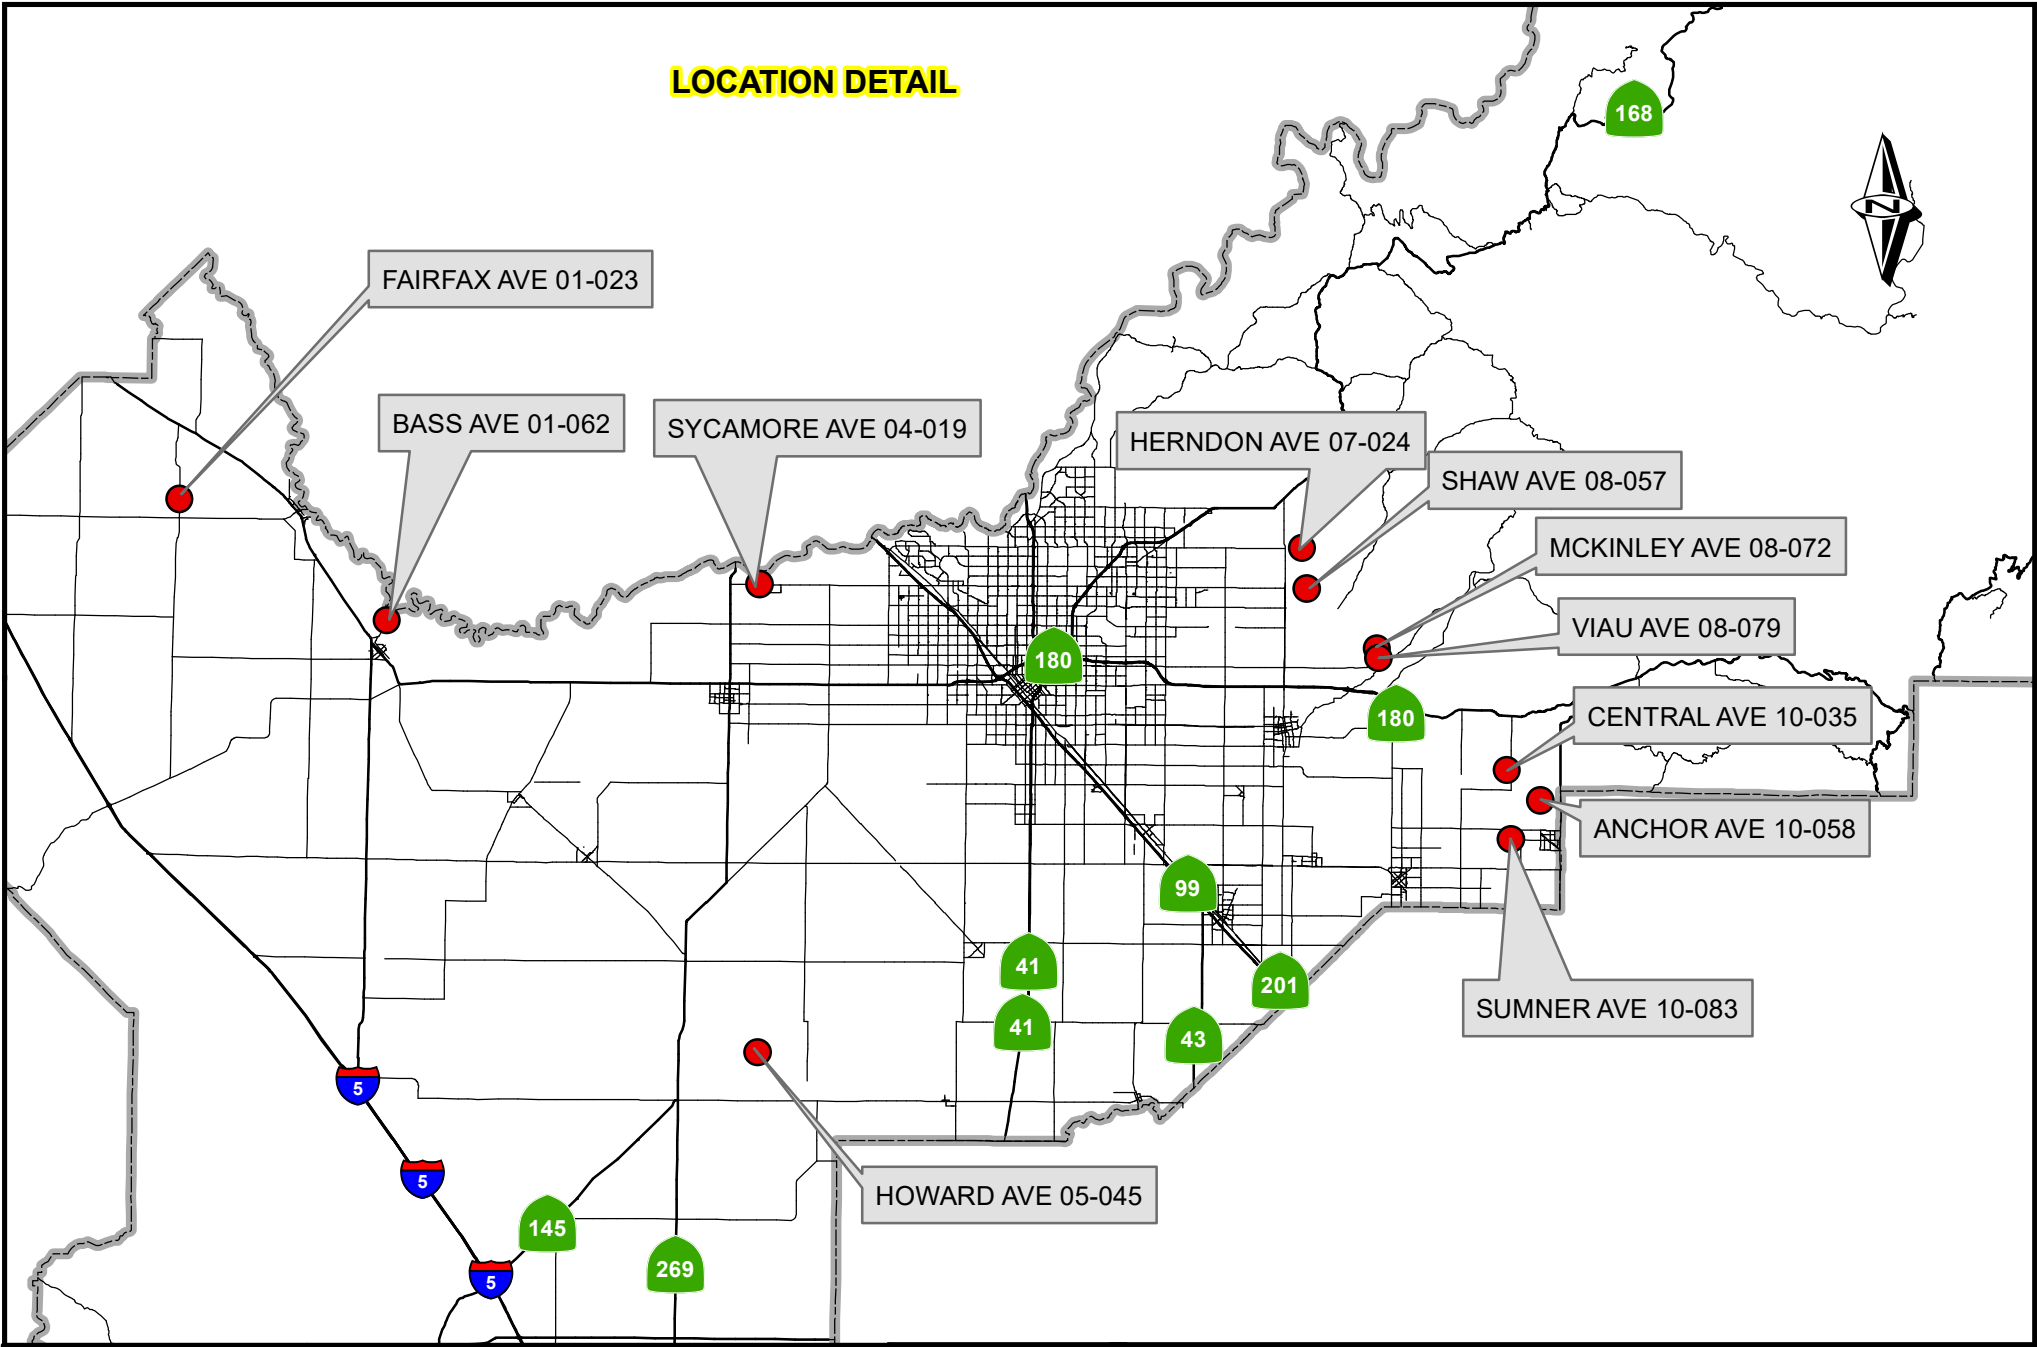 LOCATION DETAIL
168
N
FAIRFAX AVE 01-023
BASS AVE 01-062
SYCAMORE AVE 04-019
HERNDON AVE 07-024
SHAW AVE 08-057
MCKINLEY AVE 08-072
VIAU AVE 08-079
180
180
CENTRAL AVE 10-035
ANCHOR AVE 10-058
99
41
201
SUMNER AVE 10-083
41
43
5
5
HOWARD AVE 05-045
145
269
5